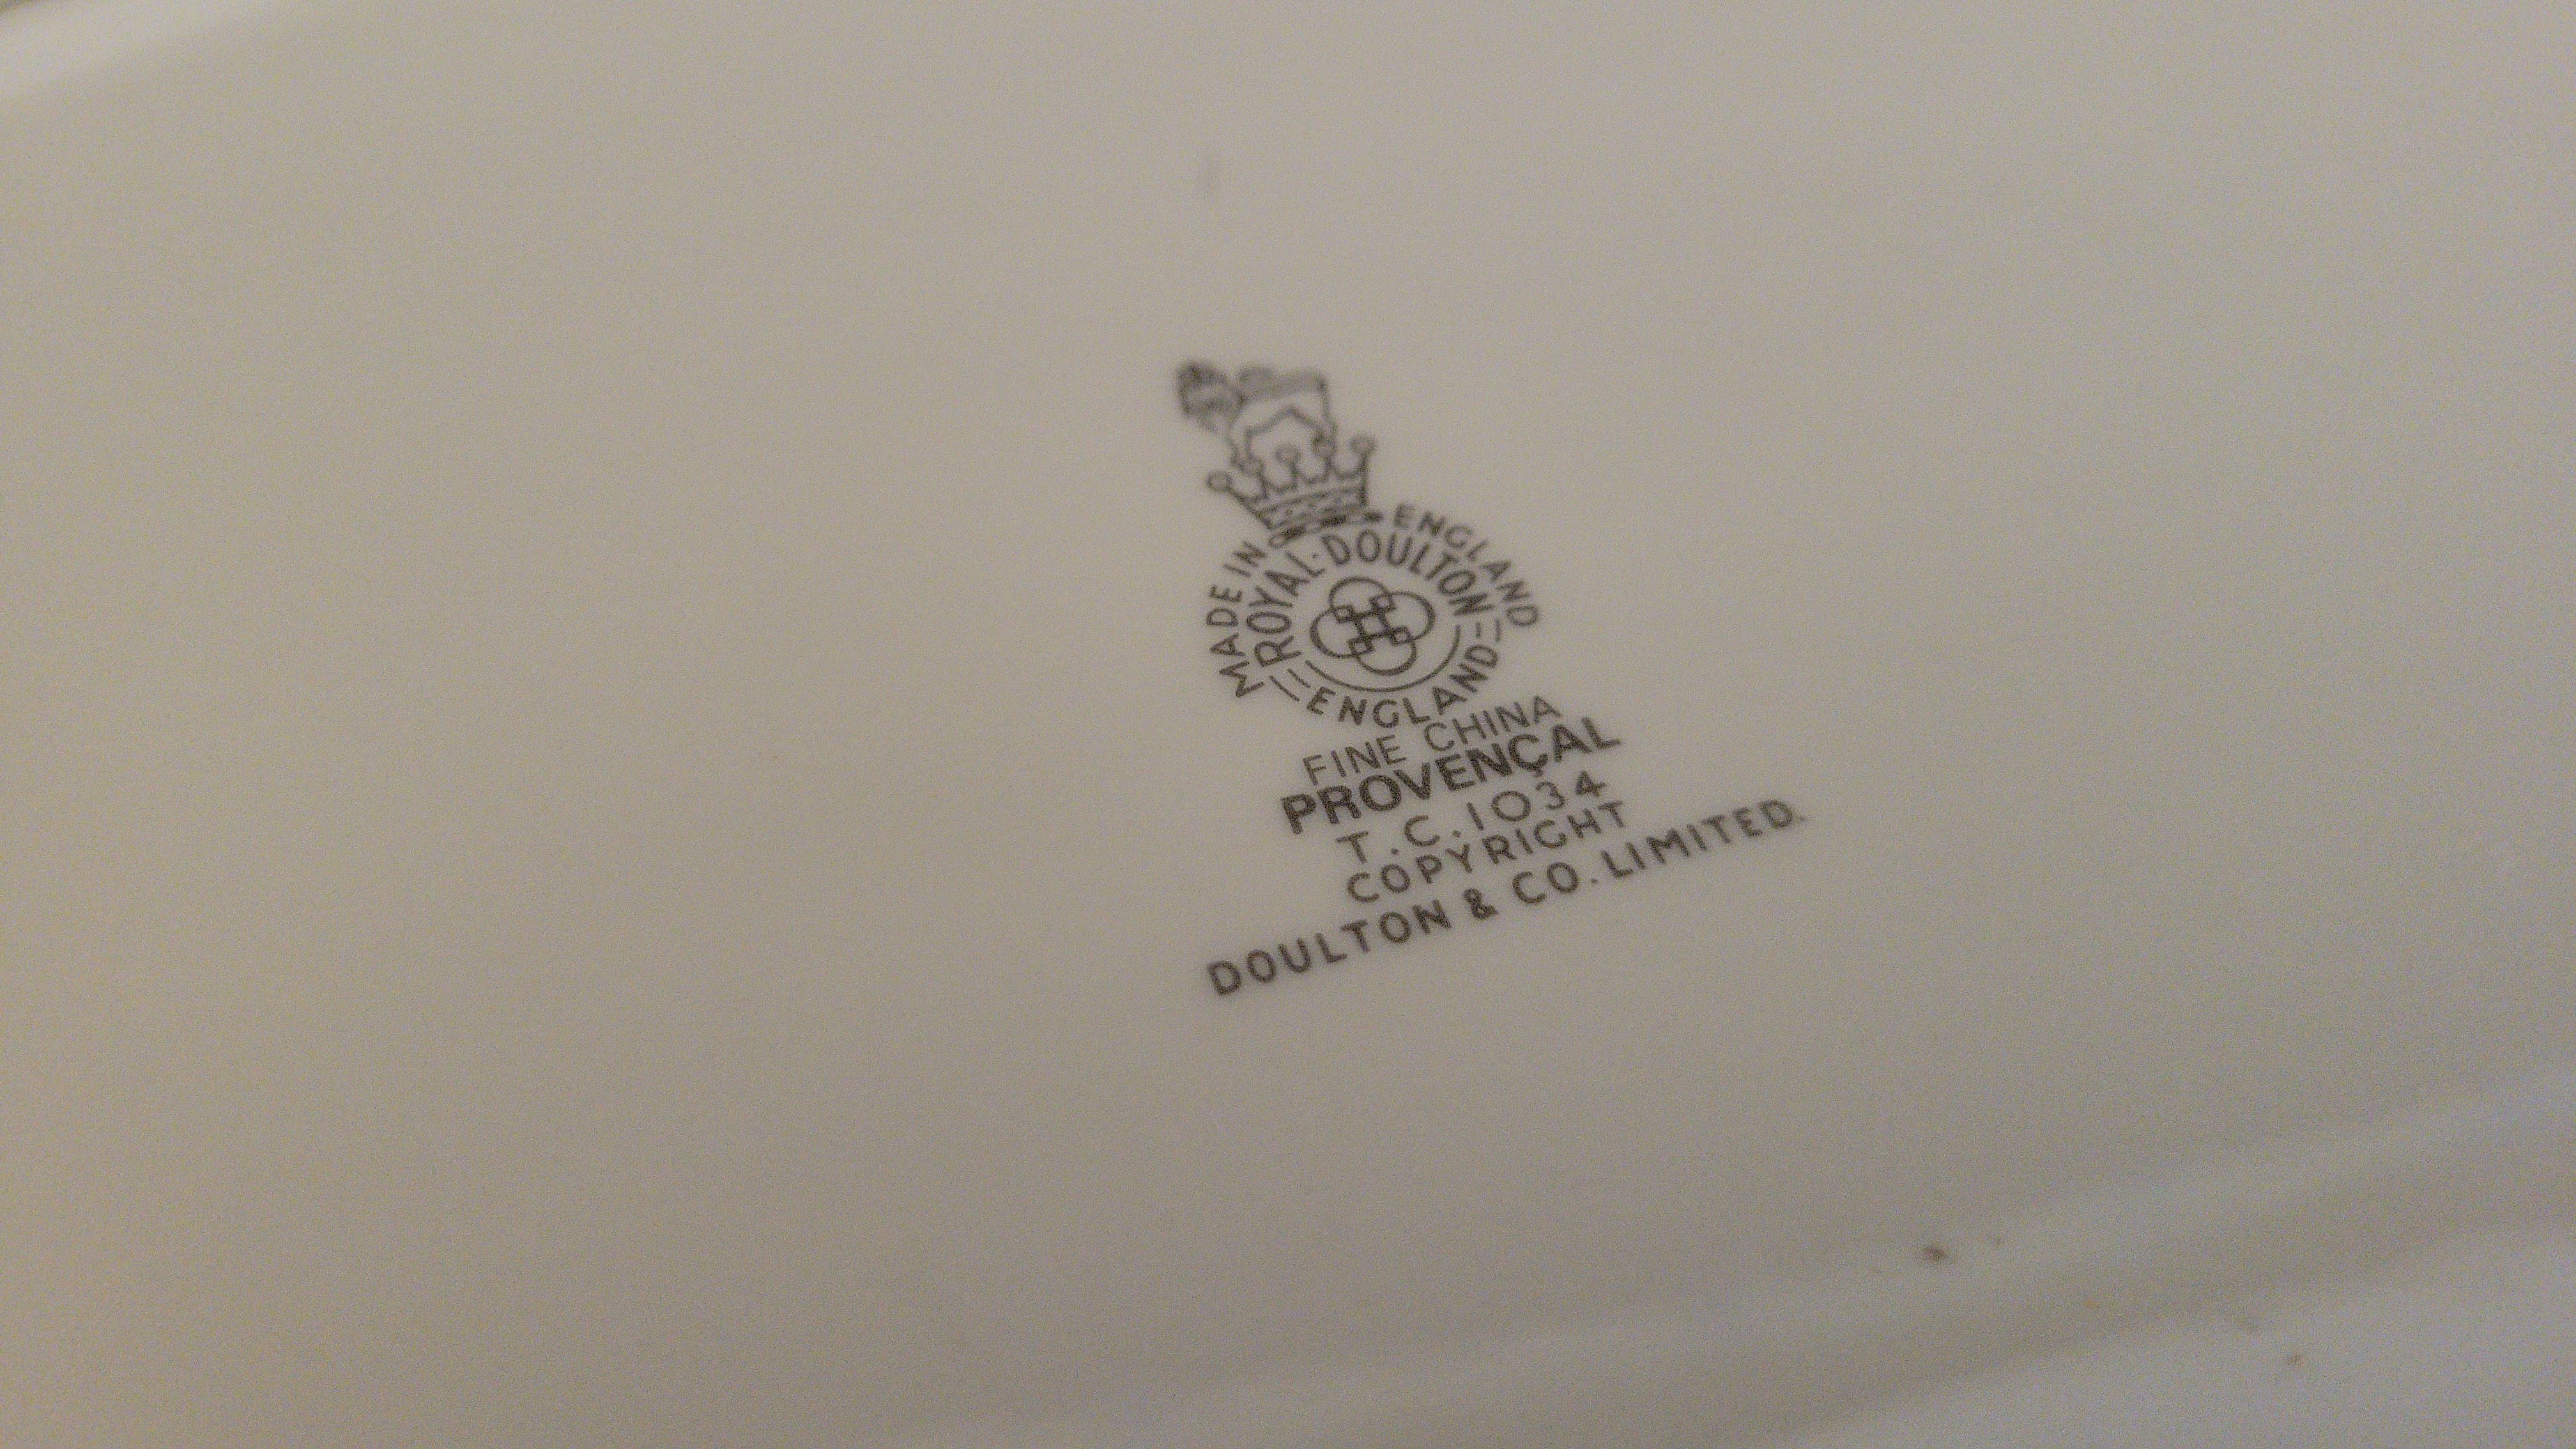 MADE IN ENGLAND
ROYAL·DOULTON
ENGLAND
FINE CHINA
PROVENÇAL
T.C.1034
COPYRIGHT
DOULTON & CO. LIMITED.